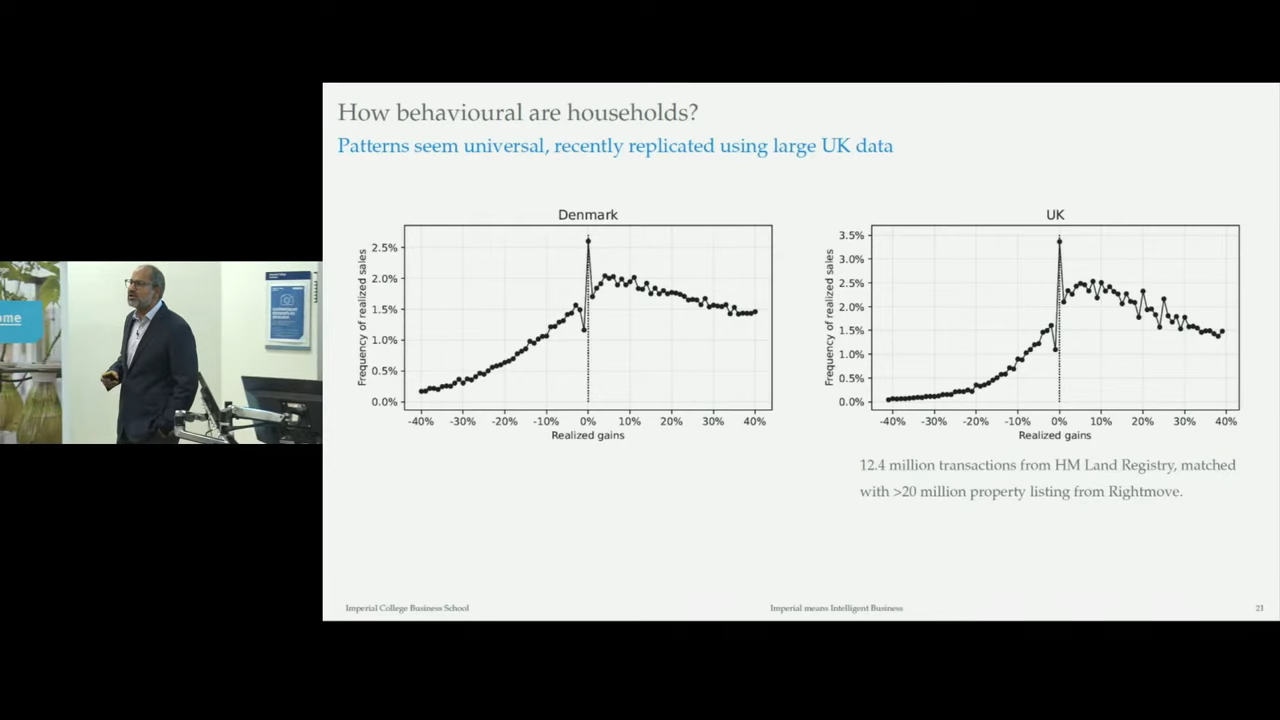 How behavioural are households?
Patterns seem universal, recently replicated using large UK data
Denmark
Frequency of realized sales
2.5%
2.0%
1.5%
1.0%
0.5%
0.0%
-40% -30% -20% -10% 0% 10% 20% 30% 40%
Realized gains
UK
Frequency of realized sales
3.5%
3.0%
2.5%
2.0%
1.5%
1.0%
0.5%
0.0%
-40% -30% -20% -10% 0% 10% 20% 30% 40%
Realized gains
12.4 million transactions from HM Land Registry, matched
with >20 million property listing from Rightmove.
Imperial College Business School
Imperial means Intelligent Business
21